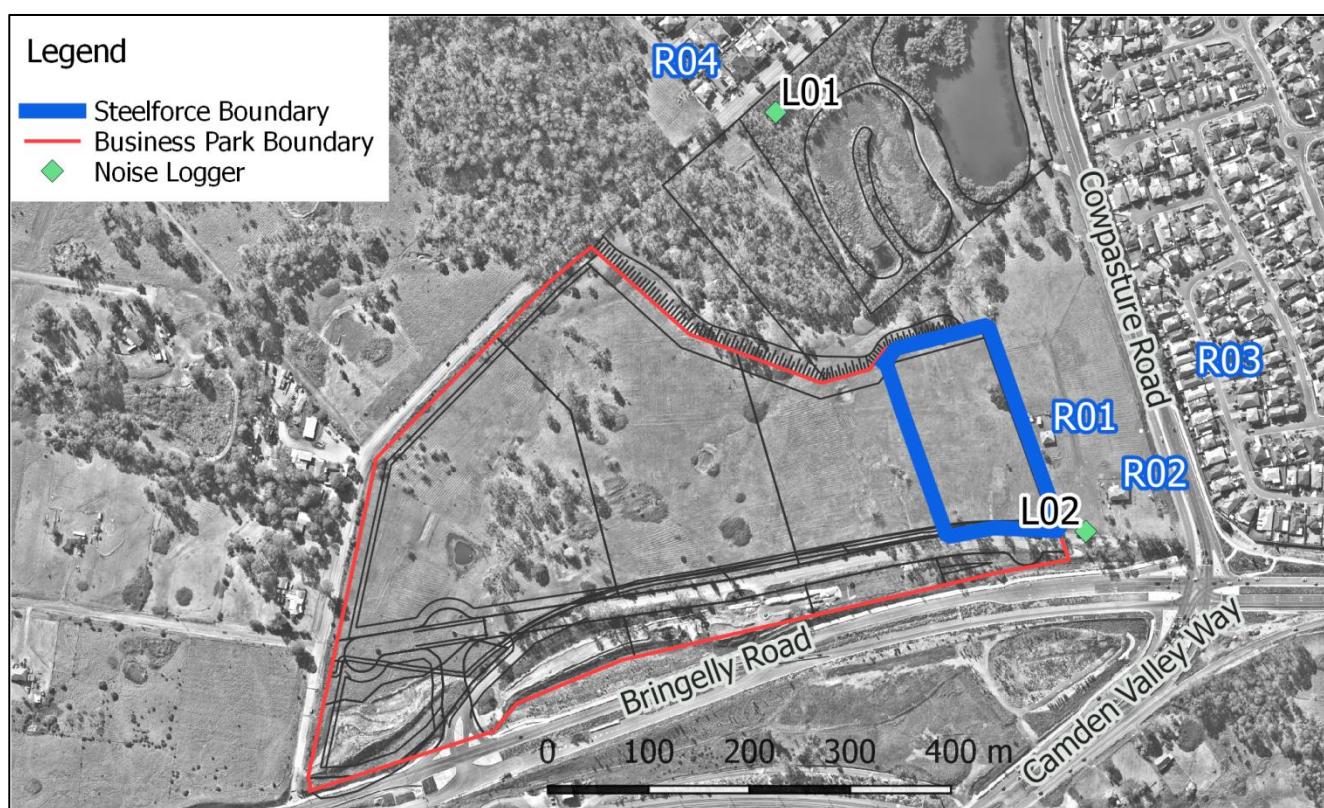 Legend
Steelforce Boundary
Business Park Boundary
Noise Logger
R04
L01
Cowpasture Road
R03
R01
R02
L02
Bringelly Road
Camden Valley Way
0 100 200 300 400 m